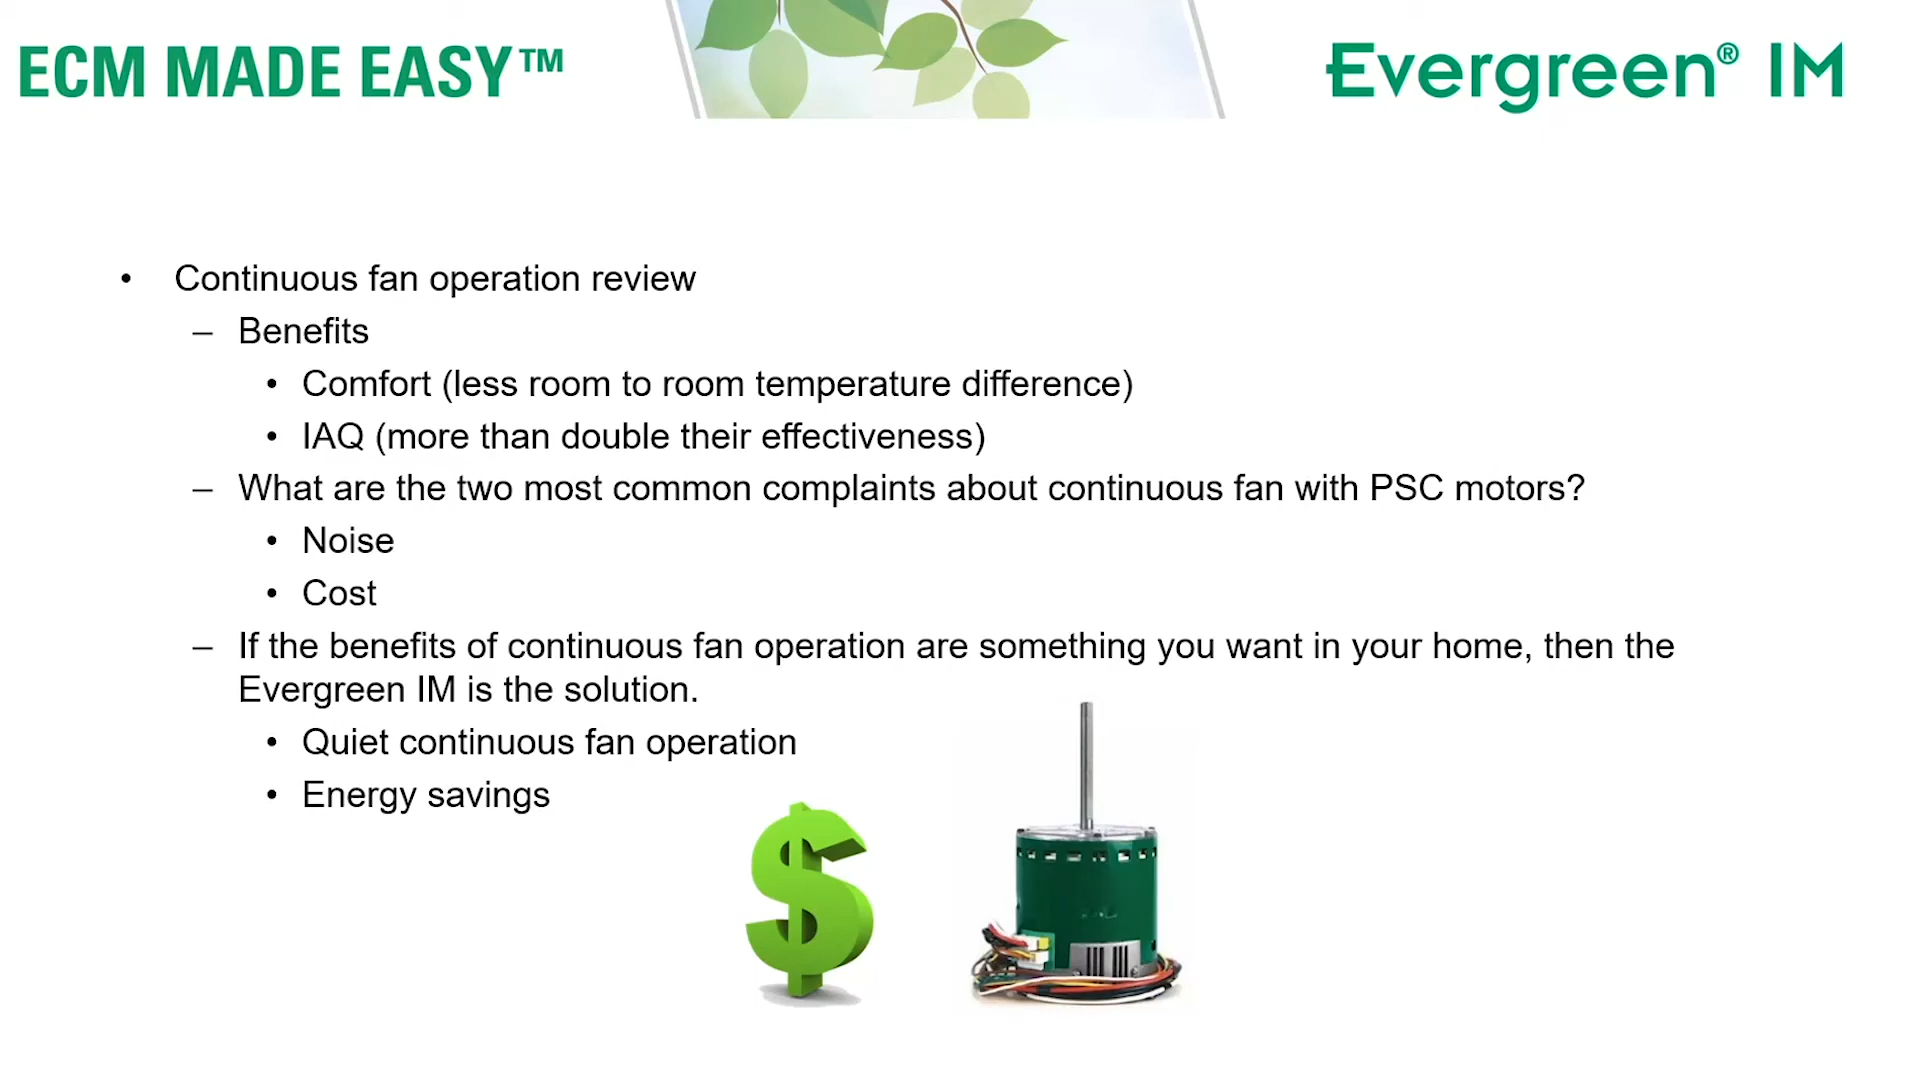 ECM MADE EASY™
Evergreen® IM
• Continuous fan operation review
– Benefits
• Comfort (less room to room temperature difference)
• IAQ (more than double their effectiveness)
– What are the two most common complaints about continuous fan with PSC motors?
• Noise
• Cost
– If the benefits of continuous fan operation are something you want in your home, then the
Evergreen IM is the solution.
• Quiet continuous fan operation
• Energy savings
$